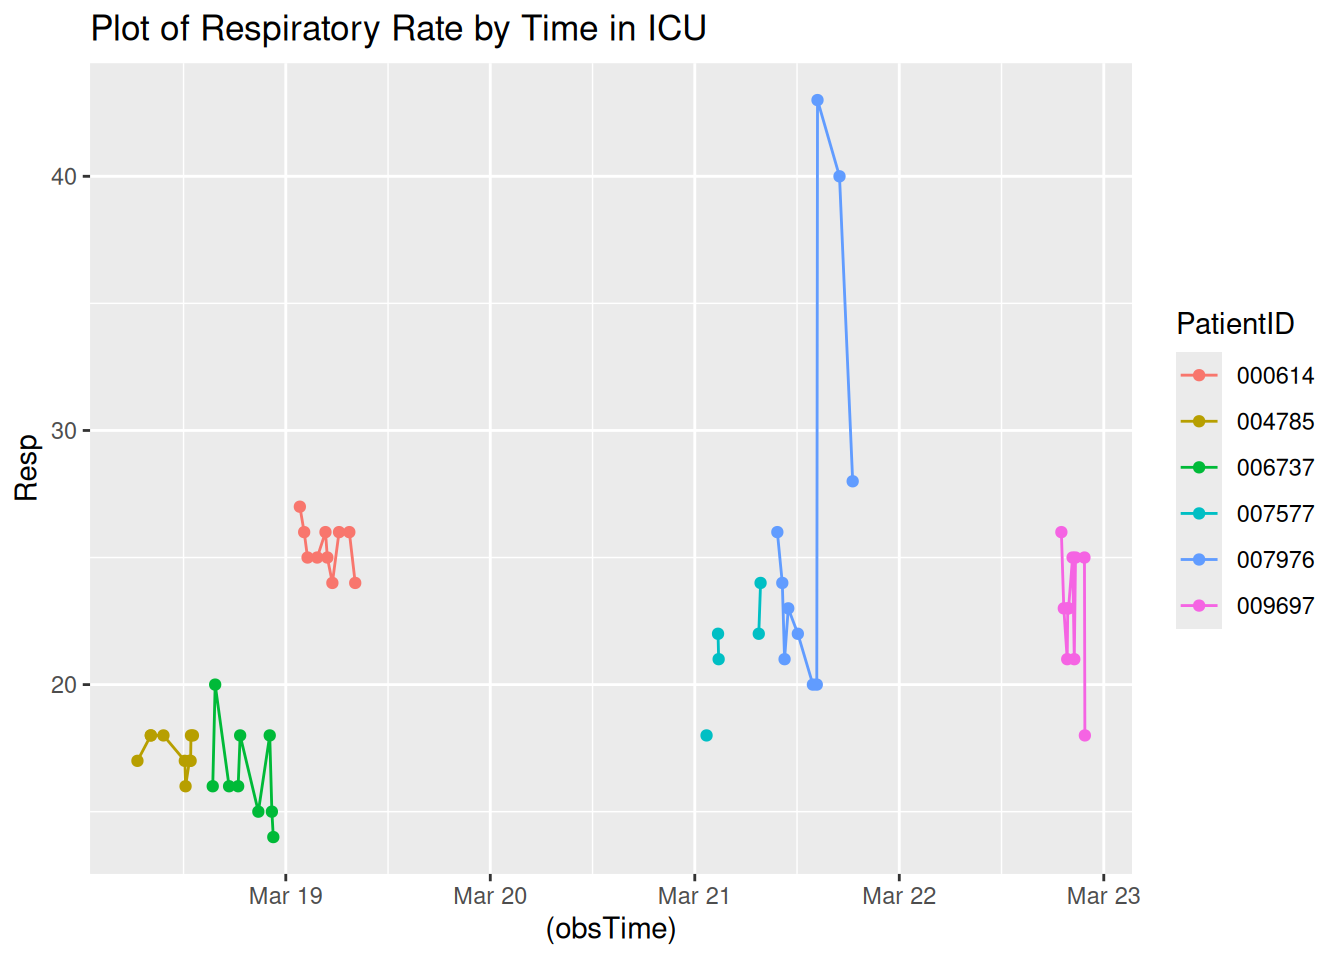 Plot of Respiratory Rate by Time in ICU
40
30
20
Resp
Mar 19
Mar 20
Mar 21
Mar 22
Mar 23
(obsTime)
PatientID
000614
004785
006737
007577
007976
009697